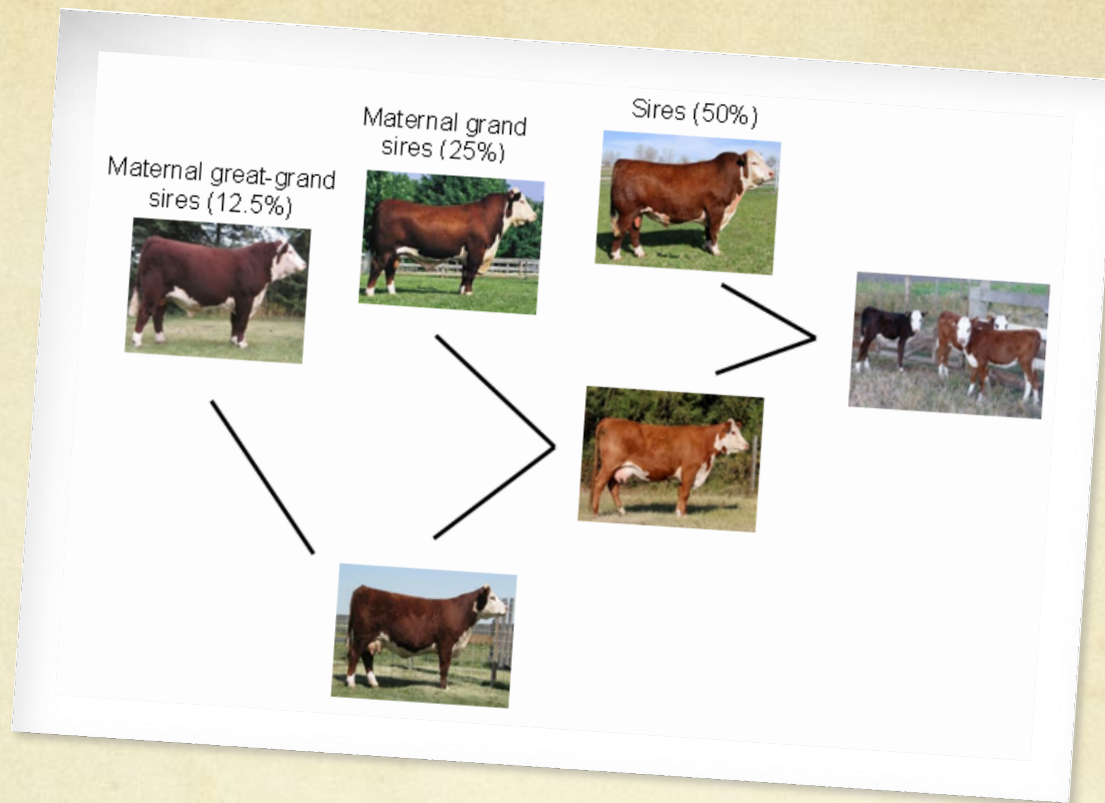 Maternal great-grand
sires (12.5%)
Maternal grand
sires (25%)
Sires (50%)